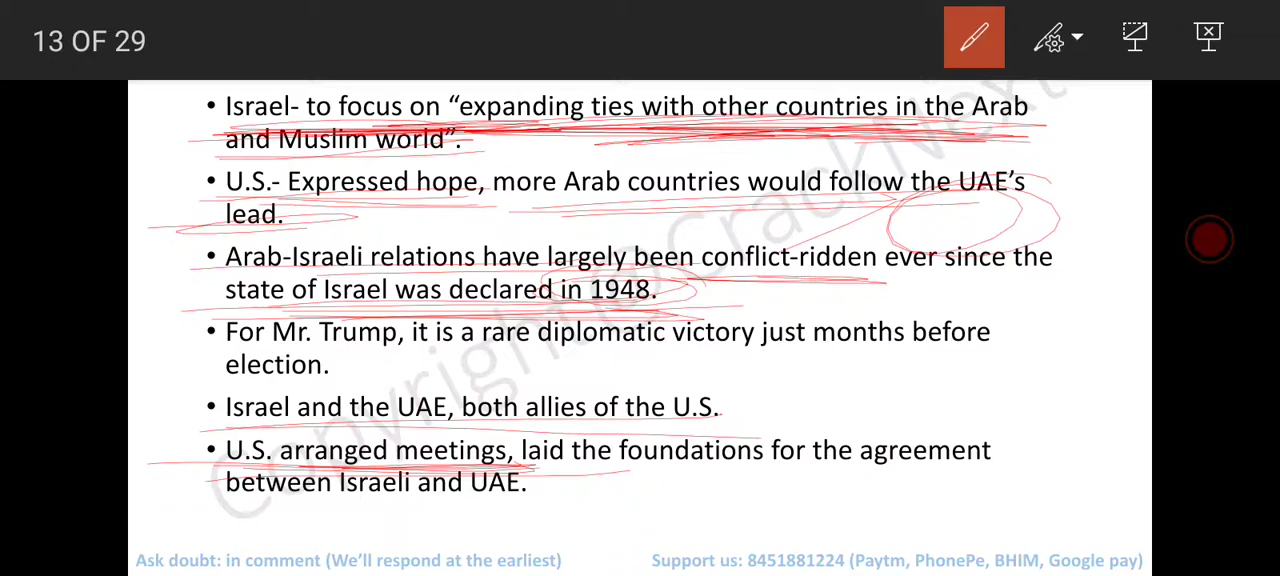 13 OF 29
• Israel- to focus on “expanding ties with other countries in the Arab
and Muslim world”.
• U.S.- Expressed hope, more Arab countries would follow the UAE’s
lead.
• Arab-Israeli relations have largely been conflict-ridden ever since the
state of Israel was declared in 1948.
• For Mr. Trump, it is a rare diplomatic victory just months before
election.
• Israel and the UAE, both allies of the U.S.
• U.S. arranged meetings, laid the foundations for the agreement
between Israeli and UAE.
Copyright@CrackNext
Ask doubt: in comment (We’ll respond at the earliest)
Support us: 8451881224 (Paytm, PhonePe, BHIM, Google pay)